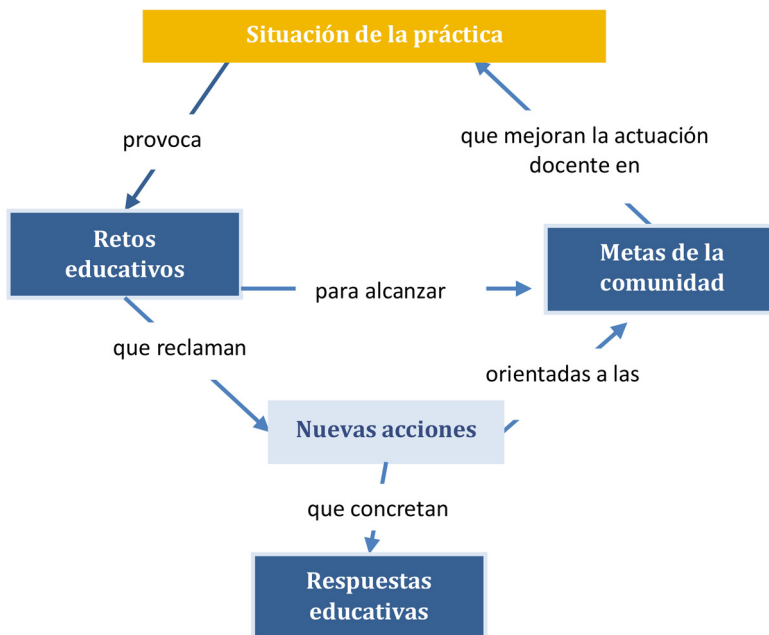 Situación de la práctica
provoca
que mejoran la actuación
docente en
Retos
educativos
Metas de la
comunidad
para alcanzar
que reclaman
orientadas a las
Nuevas acciones
que concretan
Respuestas
educativas